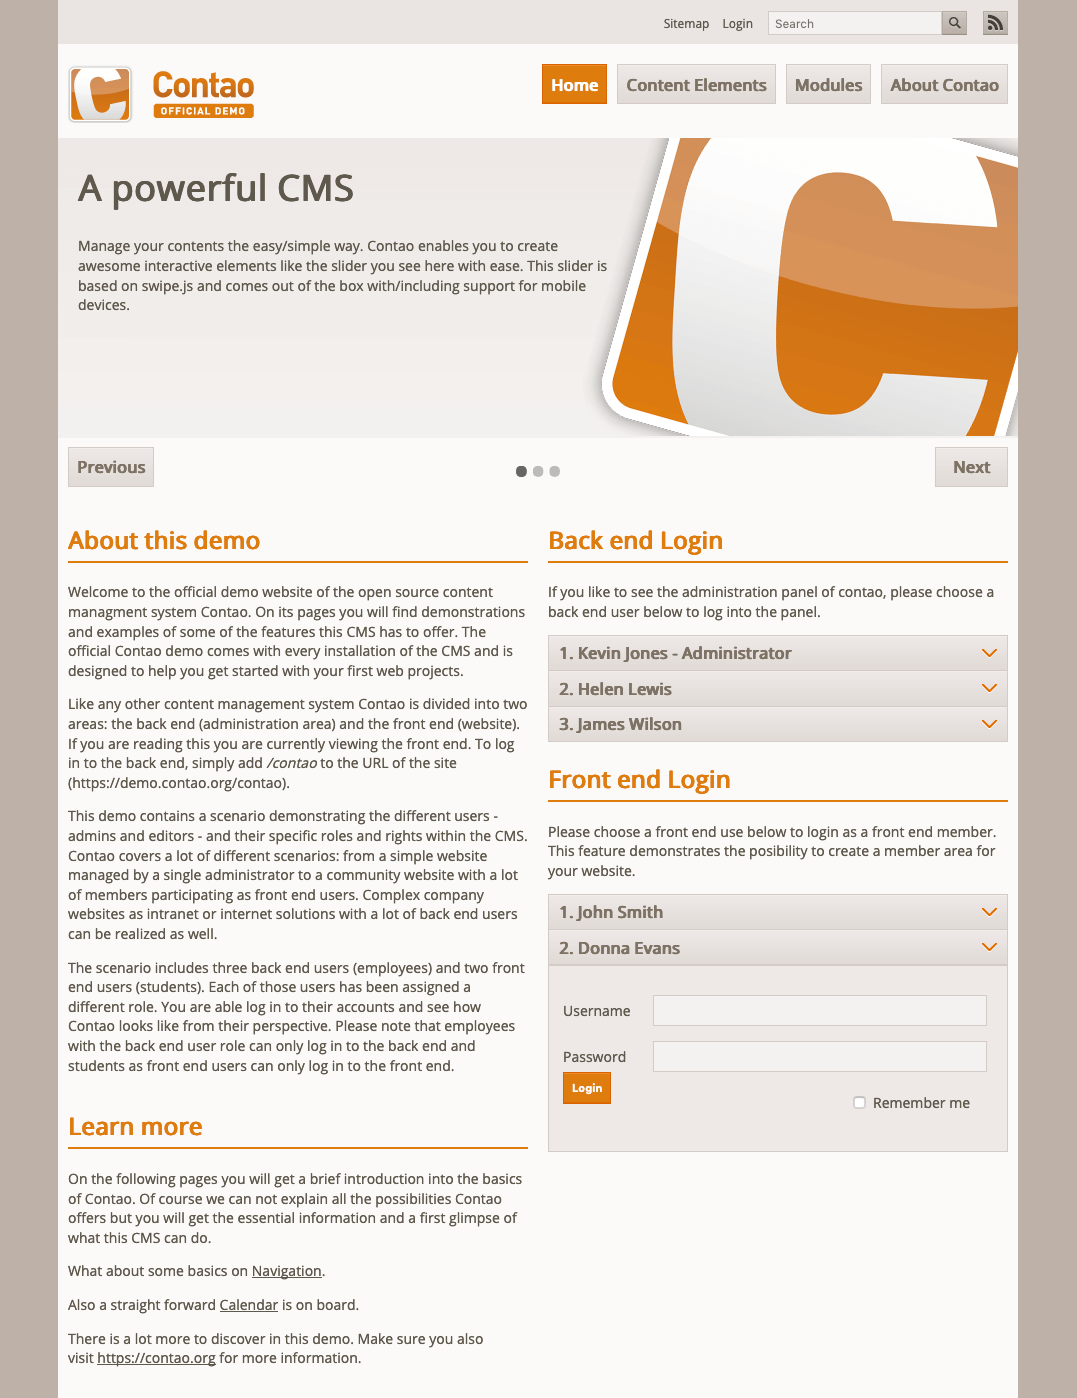 Sitemap Login Search
Contao
OFFICIAL DEMO
Home Content Elements Modules About Contao
A powerful CMS
Manage your contents the easy/simple way. Contao enables you to create
awesome interactive elements like the slider you see here with ease. This slider is
based on swipe.js and comes out of the box with/including support for mobile
devices.
Previous
Next
About this demo
Welcome to the official demo website of the open source content
managment system Contao. On its pages you will find demonstrations
and examples of some of the features this CMS has to offer. The
official Contao demo comes with every installation of the CMS and is
designed to help you get started with your first web projects.
Like any other content management system Contao is divided into two
areas: the back end (administration area) and the front end (website).
If you are reading this you are currently viewing the front end. To log
in to the back end, simply add /contao to the URL of the site
(https://demo.contao.org/contao).
This demo contains a scenario demonstrating the different users -
admins and editors - and their specific roles and rights within the CMS.
Contao covers a lot of different scenarios: from a simple website
managed by a single administrator to a community website with a lot
of members participating as front end users. Complex company
websites as intranet or internet solutions with a lot of back end users
can be realized as well.
The scenario includes three back end users (employees) and two front
end users (students). Each of those users has been assigned a
different role. You are able log in to their accounts and see how
Contao looks like from their perspective. Please note that employees
with the back end user role can only log in to the back end and
students as front end users can only log in to the front end.
Learn more
On the following pages you will get a brief introduction into the basics
of Contao. Of course we can not explain all the possibilities Contao
offers but you will get the essential information and a first glimpse of
what this CMS can do.
What about some basics on Navigation.
Also a straight forward Calendar is on board.
There is a lot more to discover in this demo. Make sure you also
visit https://contao.org for more information.
Back end Login
If you like to see the administration panel of contao, please choose a
back end user below to log into the panel.
1. Kevin Jones - Administrator
2. Helen Lewis
3. James Wilson
Front end Login
Please choose a front end use below to login as a front end member.
This feature demonstrates the posibility to create a member area for
your website.
1. John Smith
2. Donna Evans
Username
Password
Login
Remember me